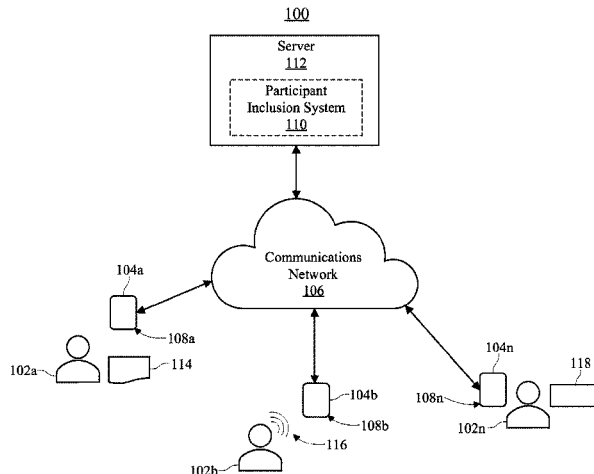 100
Server
112
Participant
Inclusion System
110
Communications
Network
106
104a
108a
102a
114
104b
108b
116
102b
104n
118
108n
102n